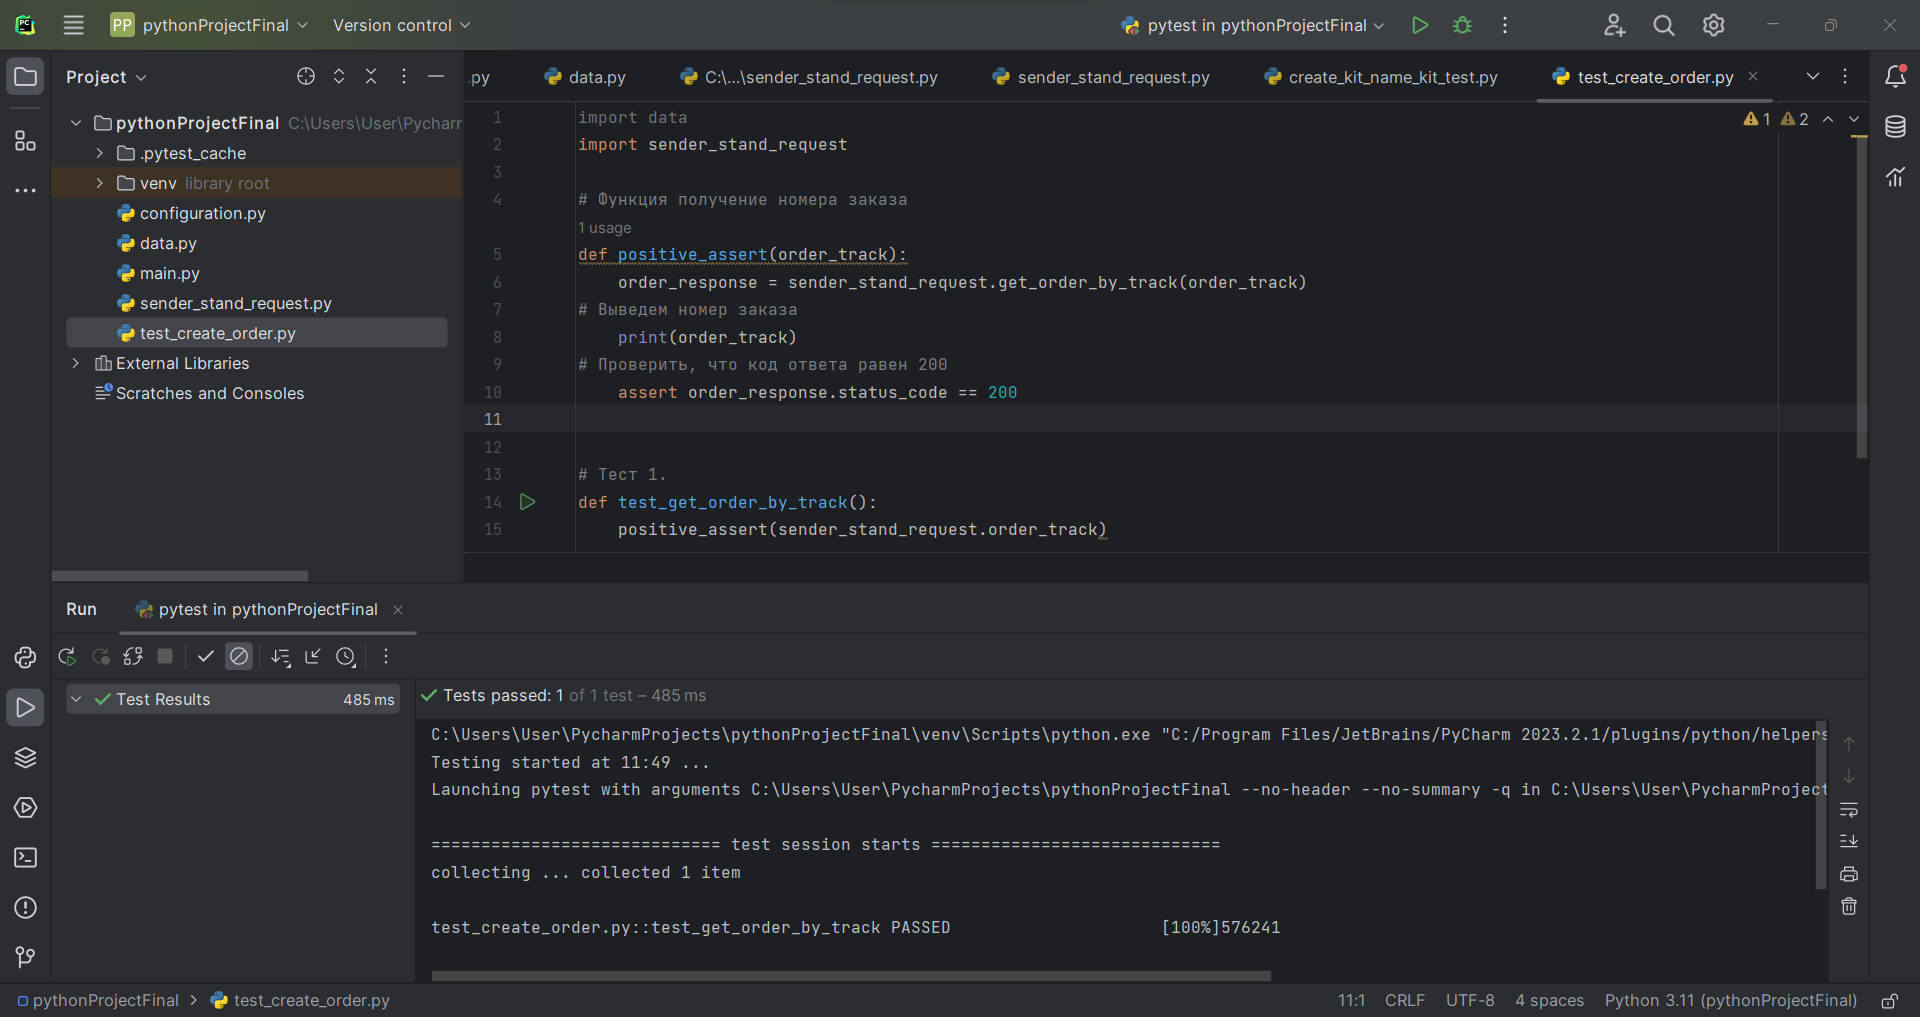 PC
PP pythonProjectFinal
Version control
pytest in pythonProjectFinal
Project
.py
data.py
C:\...\sender_stand_request.py
sender_stand_request.py
create_kit_name_kit_test.py
test_create_order.py
pythonProjectFinal C:\Users\User\Pycharm
.pytest_cache
venv library root
configuration.py
data.py
main.py
sender_stand_request.py
test_create_order.py
External Libraries
Scratches and Consoles
1 2
1 import data
2 import sender_stand_request
3
4 # Функция получение номера заказа
1 usage
5 def positive_assert(order_track):
6 order_response = sender_stand_request.get_order_by_track(order_track)
7 # Выведем номер заказа
8 print(order_track)
9 # Проверить, что код ответа равен 200
10 assert order_response.status_code == 200
11
12
13 # Тест 1.
14 def test_get_order_by_track():
15 positive_assert(sender_stand_request.order_track)
Run
pytest in pythonProjectFinal
Test Results 485 ms
Tests passed: 1 of 1 test – 485 ms
C:\Users\User\PycharmProjects\pythonProjectFinal\venv\Scripts\python.exe "C:/Program Files/JetBrains/PyCharm 2023.2.1/plugins/python/helpers
Testing started at 11:49 ...
Launching pytest with arguments C:\Users\User\PycharmProjects\pythonProjectFinal --no-header --no-summary -q in C:\Users\User\PycharmProject
============================= test session starts =============================
collecting ... collected 1 item
test_create_order.py::test_get_order_by_track PASSED [100%]576241
pythonProjectFinal > test_create_order.py
11:1 CRLF UTF-8 4 spaces Python 3.11 (pythonProjectFinal)